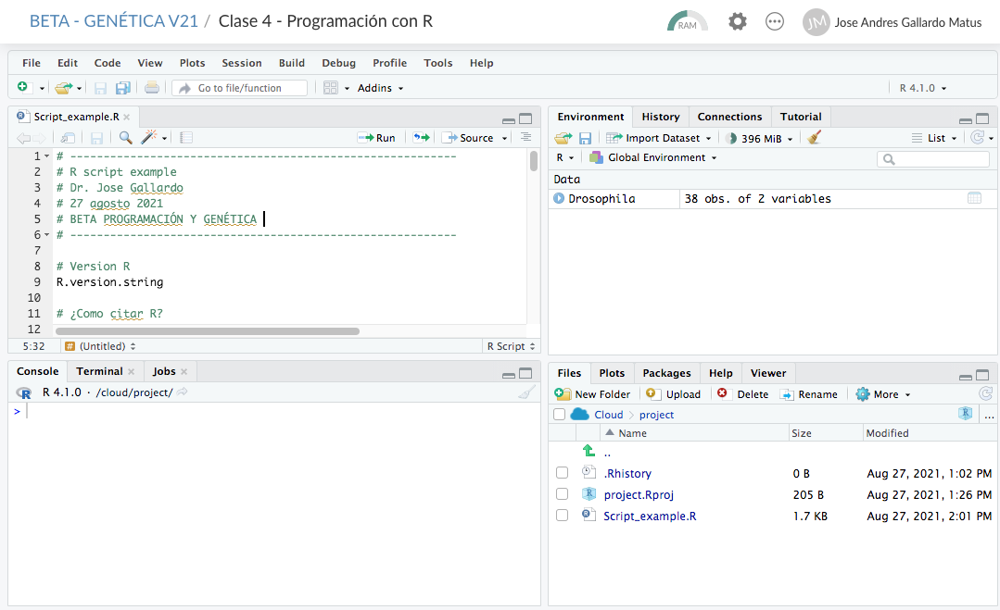 BETA - GENÉTICA V21 / Clase 4 - Programación con R
RAM
JM Jose Andres Gallardo Matus
File Edit Code View Plots Session Build Debug Profile Tools Help
Go to file/function Addins R 4.1.0
Script_example.R
Run Source
1 # ----------------------------------------------------------
2 # R script example
3 # Dr. Jose Gallardo
4 # 27 agosto 2021
5 # BETA PROGRAMACIÓN Y GENÉTICA
6 # ----------------------------------------------------------
7
8 # Version R
9 R.version.string
10
11 # ¿Como citar R?
12
5:32 # (Untitled) R Script
Console Terminal Jobs
R 4.1.0 · /cloud/project/
>
Environment History Connections Tutorial
Import Dataset 396 MiB List
R Global Environment
Data
Drosophila 38 obs. of 2 variables
Files Plots Packages Help Viewer
New Folder Upload Delete Rename More
Cloud project R ...
Name Size Modified
..
.Rhistory 0 B Aug 27, 2021, 1:02 PM
project.Rproj 205 B Aug 27, 2021, 1:26 PM
Script_example.R 1.7 KB Aug 27, 2021, 2:01 PM